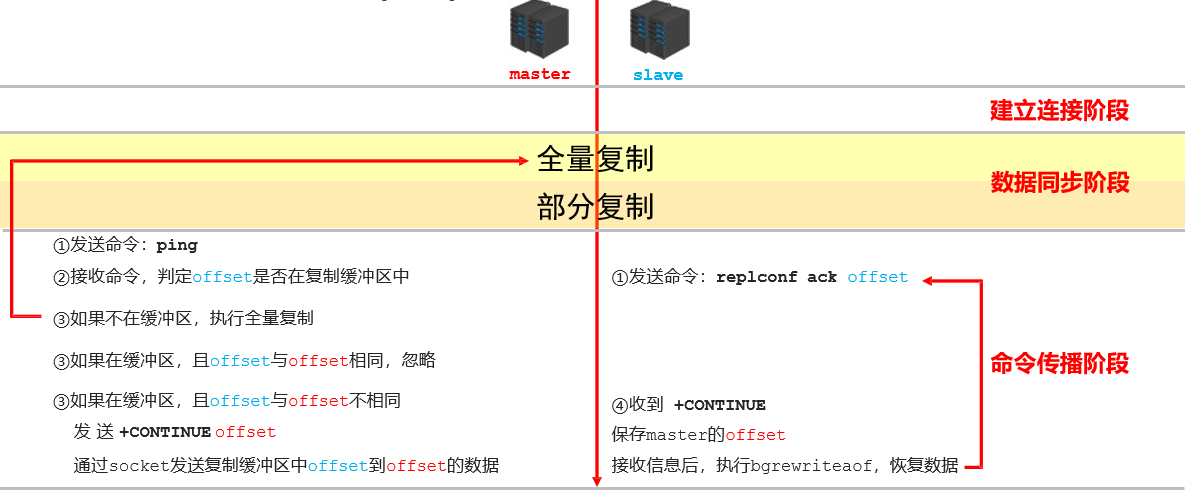 master
slave
建立连接阶段
全量复制
数据同步阶段
部分复制
①发送命令：ping
②接收命令，判定offset是否在复制缓冲区中
①发送命令：replconf ack offset
③如果不在缓冲区，执行全量复制
③如果在缓冲区，且offset与offset相同，忽略
命令传播阶段
③如果在缓冲区，且offset与offset不相同
发 送 +CONTINUE offset
通过socket发送复制缓冲区中offset到offset的数据
④收到 +CONTINUE
保存master的offset
接收信息后，执行bgrewriteaof，恢复数据